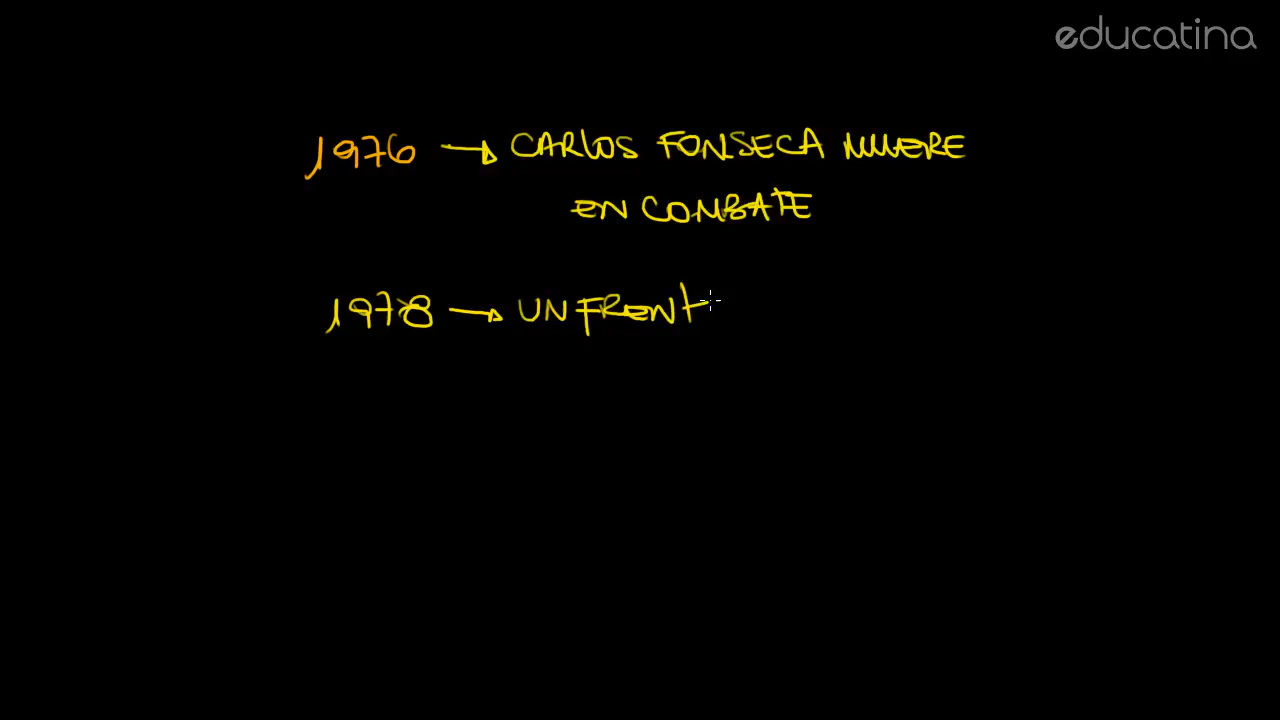 educatina
1976 → CARLOS FONSECA MUERE
EN COMBATE
1978 → UN FRENT